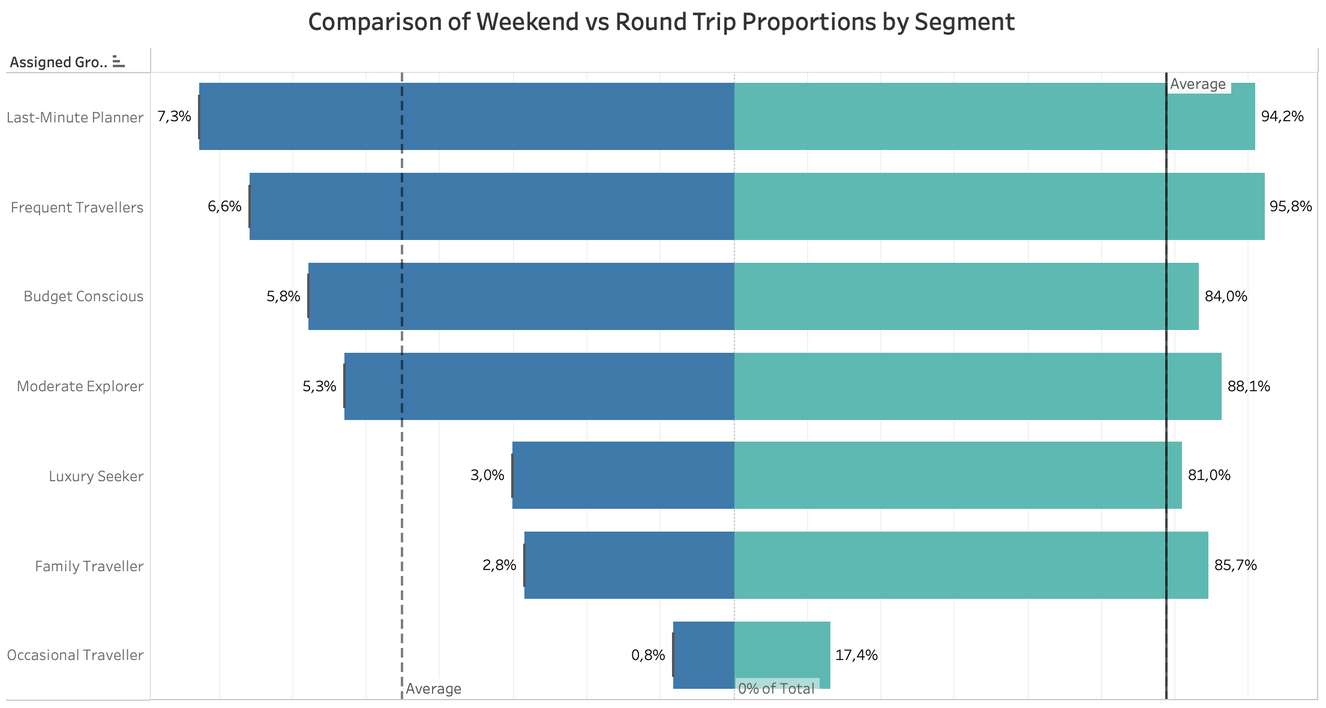 Comparison of Weekend vs Round Trip Proportions by Segment
Assigned Gro..
Average
Last-Minute Planner 7,3% 94,2%
Frequent Travellers 6,6% 95,8%
Budget Conscious 5,8% 84,0%
Moderate Explorer 5,3% 88,1%
Luxury Seeker 3,0% 81,0%
Family Traveller 2,8% 85,7%
Occasional Traveller 0,8% 17,4%
Average 0% of Total